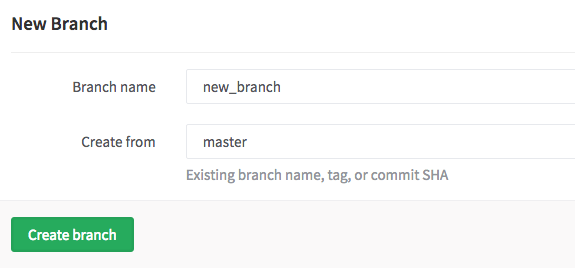 New Branch
Branch name
new_branch
Create from
master
Existing branch name, tag, or commit SHA
Create branch